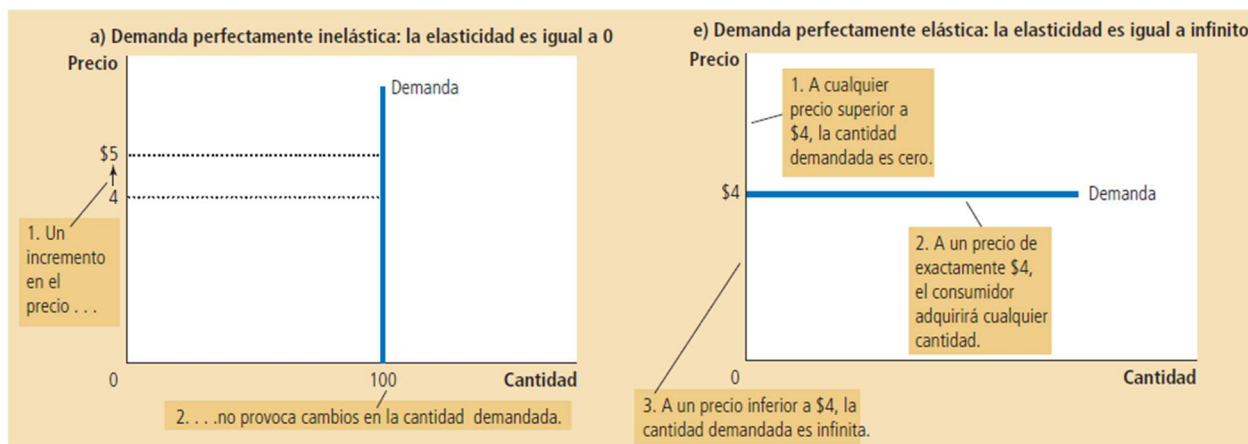 a) Demanda perfectamente inelástica: la elasticidad es igual a 0
Precio
Demanda
$5
4
1. Un
incremento
en el
precio . . .
0
100
Cantidad
2. . . .no provoca cambios en la cantidad demandada.
e) Demanda perfectamente elástica: la elasticidad es igual a infinito
Precio
1. A cualquier
precio superior a
$4, la cantidad
demandada es cero.
$4
Demanda
2. A un precio de
exactamente $4,
el consumidor
adquirirá cualquier
cantidad.
0
Cantidad
3. A un precio inferior a $4, la
cantidad demandada es infinita.